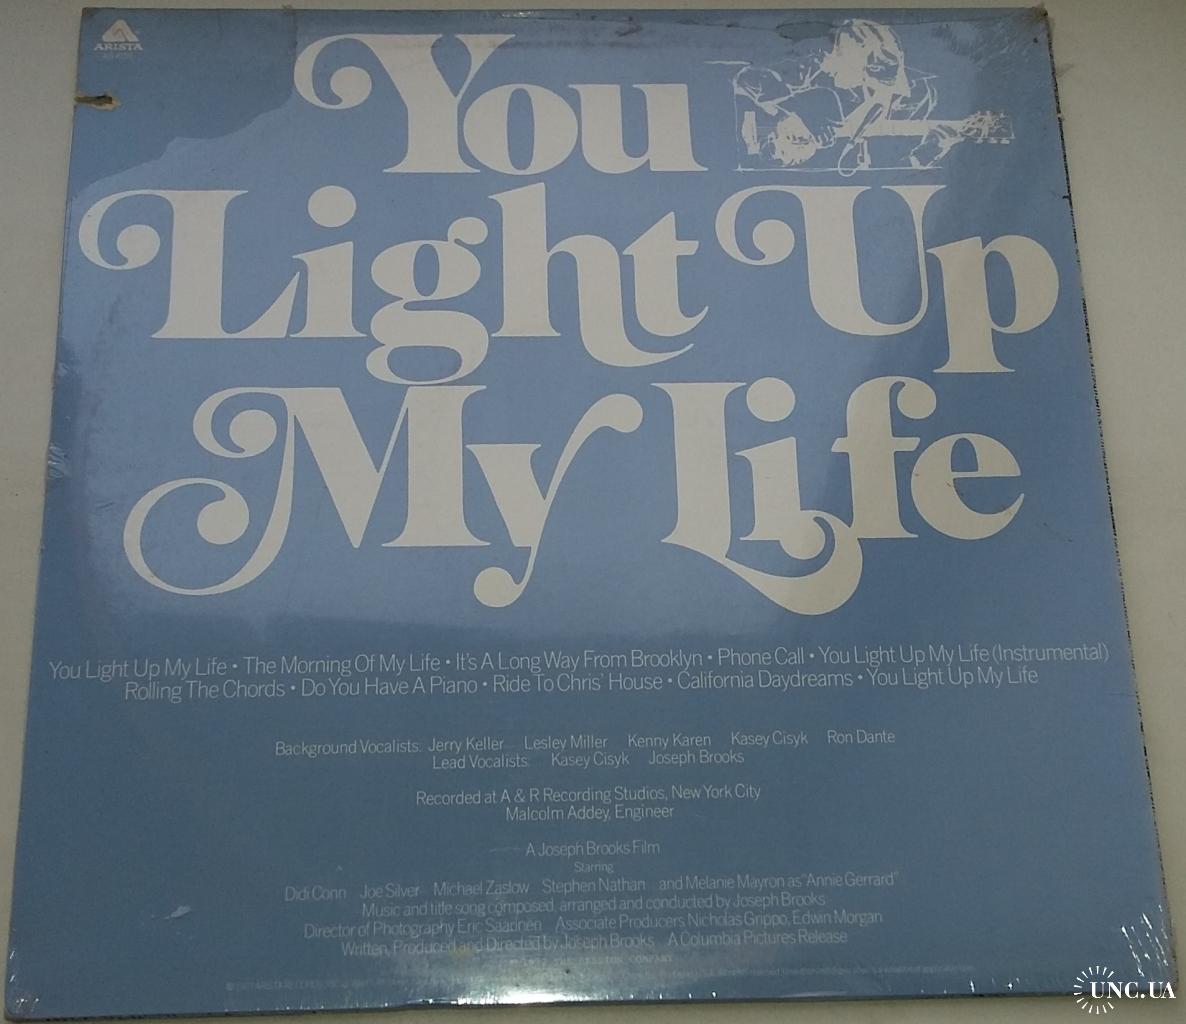 ARISTA
You
Light Up
My Life
You Light Up My Life • The Morning Of My Life • It's A Long Way From Brooklyn • Phone Call • You Light Up My Life (Instrumental)
Rolling The Chords • Do You Have A Piano • Ride To Chris' House • California Daydreams • You Light Up My Life
Background Vocalists: Jerry Keller Lesley Miller Kenny Karen Kasey Cisyk Ron Dante
Lead Vocalists: Kasey Cisyk Joseph Brooks
Recorded at A & R Recording Studios, New York City
Malcolm Addey, Engineer
A Joseph Brooks Film
Starring
Didi Conn Joe Silver Michael Zaslow Stephen Nathan and Melanie Mayron as "Annie Gerrard"
Music and title song composed, arranged and conducted by Joseph Brooks
Director of Photography Eric Saarinen Associate Producers Nicholas Grippo, Edwin Morgan
Written, Produced and Directed by Joseph Brooks A Columbia Pictures Release
UNC.UA